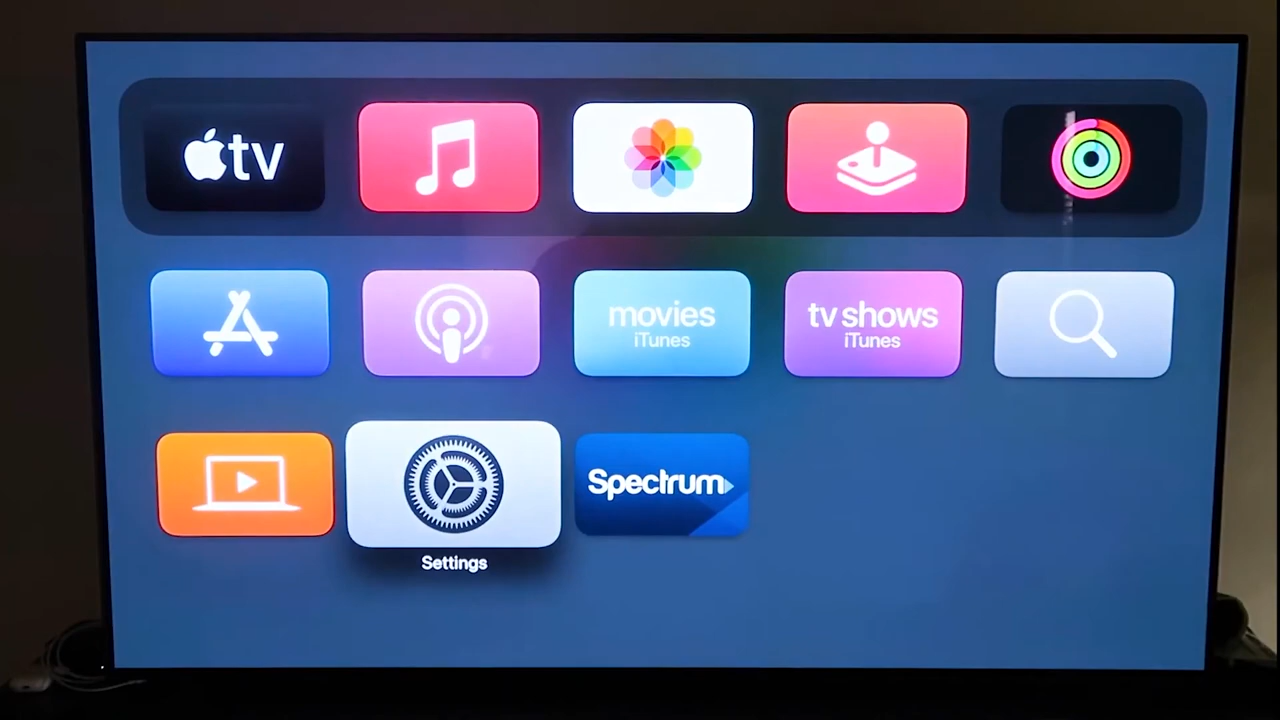 tv
movies
iTunes
tv shows
iTunes
Spectrum
Settings